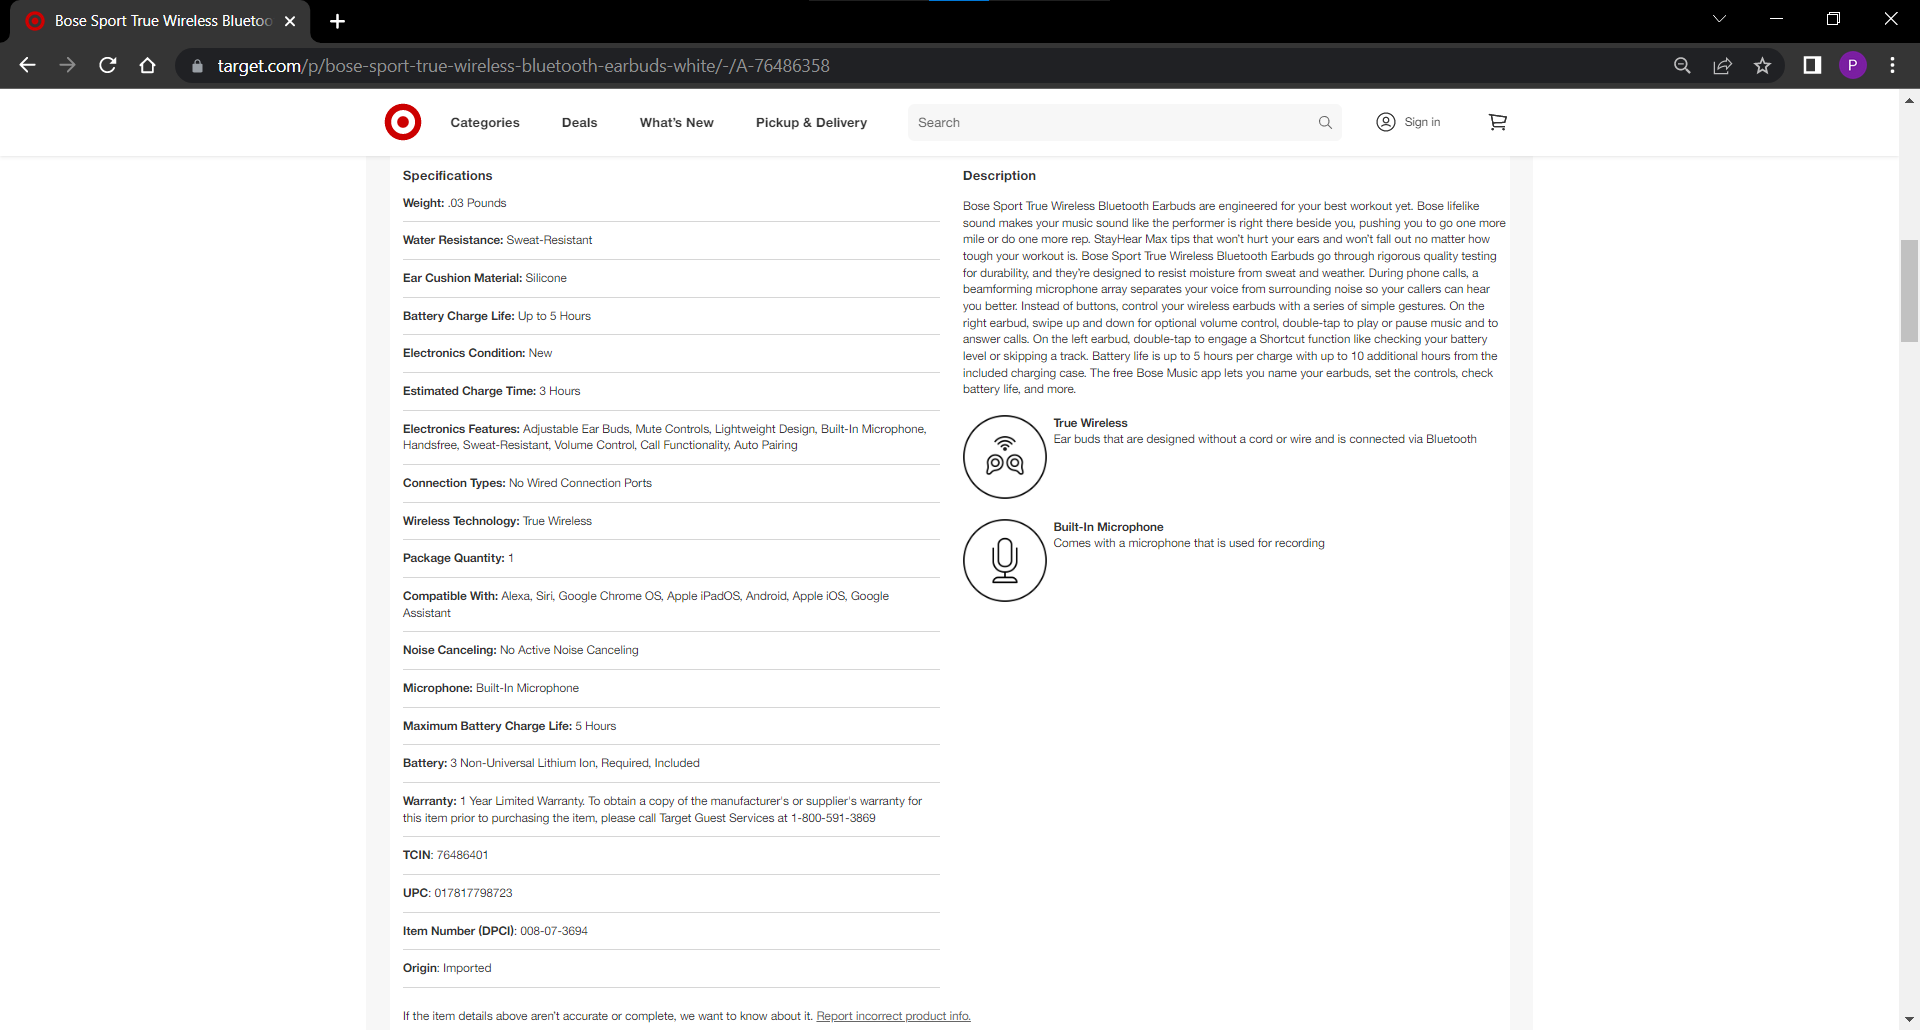 Bose Sport True Wireless Bluetoo
target.com/p/bose-sport-true-wireless-bluetooth-earbuds-white/-/A-76486358
P
Categories
Deals
What's New
Pickup & Delivery
Search
Sign in
Specifications
Weight: .03 Pounds
Water Resistance: Sweat-Resistant
Ear Cushion Material: Silicone
Battery Charge Life: Up to 5 Hours
Electronics Condition: New
Estimated Charge Time: 3 Hours
Electronics Features: Adjustable Ear Buds, Mute Controls, Lightweight Design, Built-In Microphone,
Handsfree, Sweat-Resistant, Volume Control, Call Functionality, Auto Pairing
Connection Types: No Wired Connection Ports
Wireless Technology: True Wireless
Package Quantity: 1
Compatible With: Alexa, Siri, Google Chrome OS, Apple iPadOS, Android, Apple iOS, Google
Assistant
Noise Canceling: No Active Noise Canceling
Microphone: Built-In Microphone
Maximum Battery Charge Life: 5 Hours
Battery: 3 Non-Universal Lithium Ion, Required, Included
Warranty: 1 Year Limited Warranty. To obtain a copy of the manufacturer's or supplier's warranty for
this item prior to purchasing the item, please call Target Guest Services at 1-800-591-3869
TCIN: 76486401
UPC: 017817798723
Item Number (DPCI): 008-07-3694
Origin: Imported
If the item details above aren't accurate or complete, we want to know about it. Report incorrect product info.
Description
Bose Sport True Wireless Bluetooth Earbuds are engineered for your best workout yet. Bose lifelike
sound makes your music sound like the performer is right there beside you, pushing you to go one more
mile or do one more rep. StayHear Max tips that won't hurt your ears and won't fall out no matter how
tough your workout is. Bose Sport True Wireless Bluetooth Earbuds go through rigorous quality testing
for durability, and they're designed to resist moisture from sweat and weather. During phone calls, a
beamforming microphone array separates your voice from surrounding noise so your callers can hear
you better. Instead of buttons, control your wireless earbuds with a series of simple gestures. On the
right earbud, swipe up and down for optional volume control, double-tap to play or pause music and to
answer calls. On the left earbud, double-tap to engage a Shortcut function like checking your battery
level or skipping a track. Battery life is up to 5 hours per charge with up to 10 additional hours from the
included charging case. The free Bose Music app lets you name your earbuds, set the controls, check
battery life, and more.
True Wireless
Ear buds that are designed without a cord or wire and is connected via Bluetooth
Built-In Microphone
Comes with a microphone that is used for recording